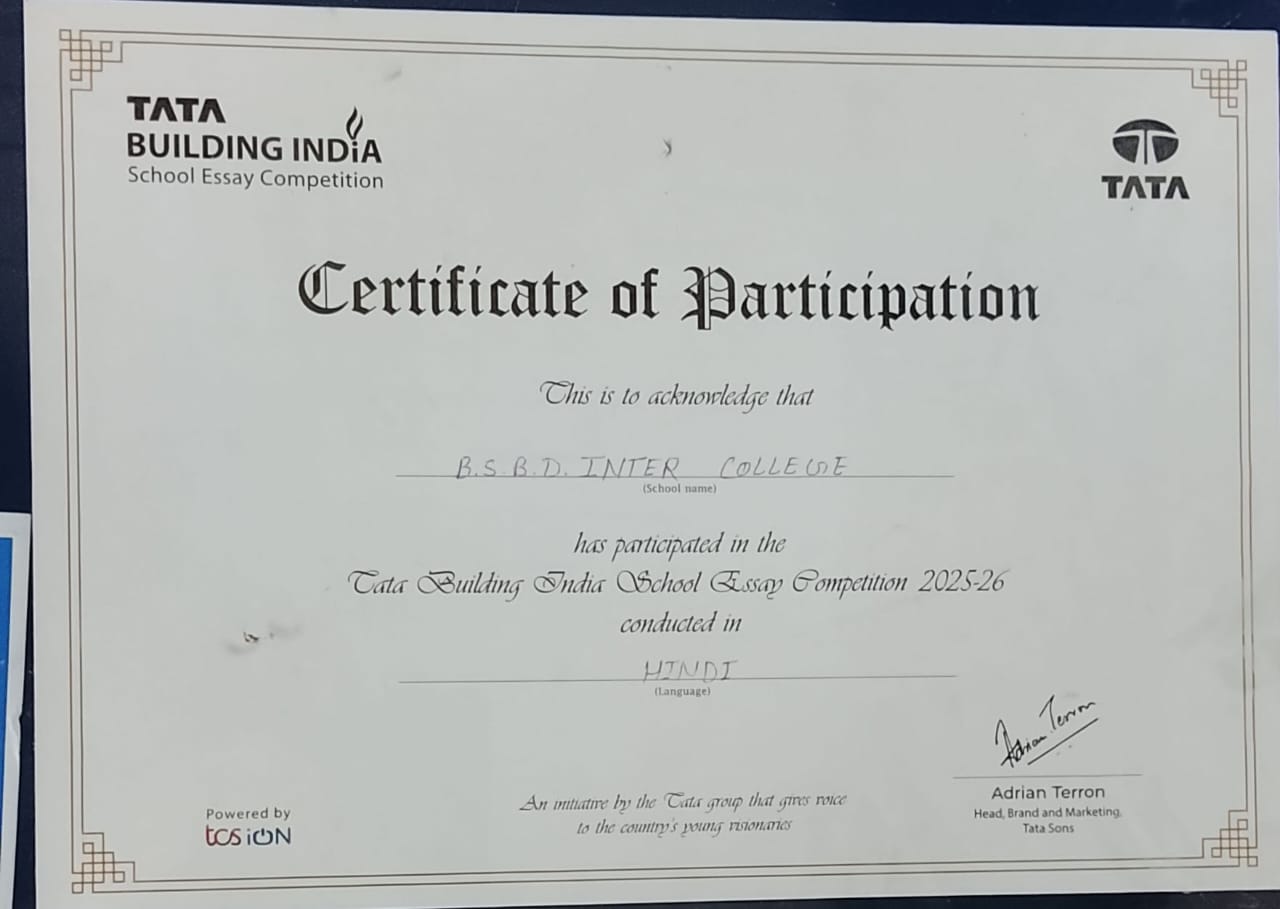 TATA
BUILDING INDiA
School Essay Competition
TATA
Certificate of Participation
This is to acknowledge that
B.S.B.D. INTER COLLEGE
(School name)
has participated in the
Tata Building India School Essay Competition 2025-26
conducted in
HINDI
(Language)
Adrian Terron
Adrian Terron
Head, Brand and Marketing,
Tata Sons
An initiative by the Tata group that gives voice
to the country's young visionaries
Powered by
tcs iON